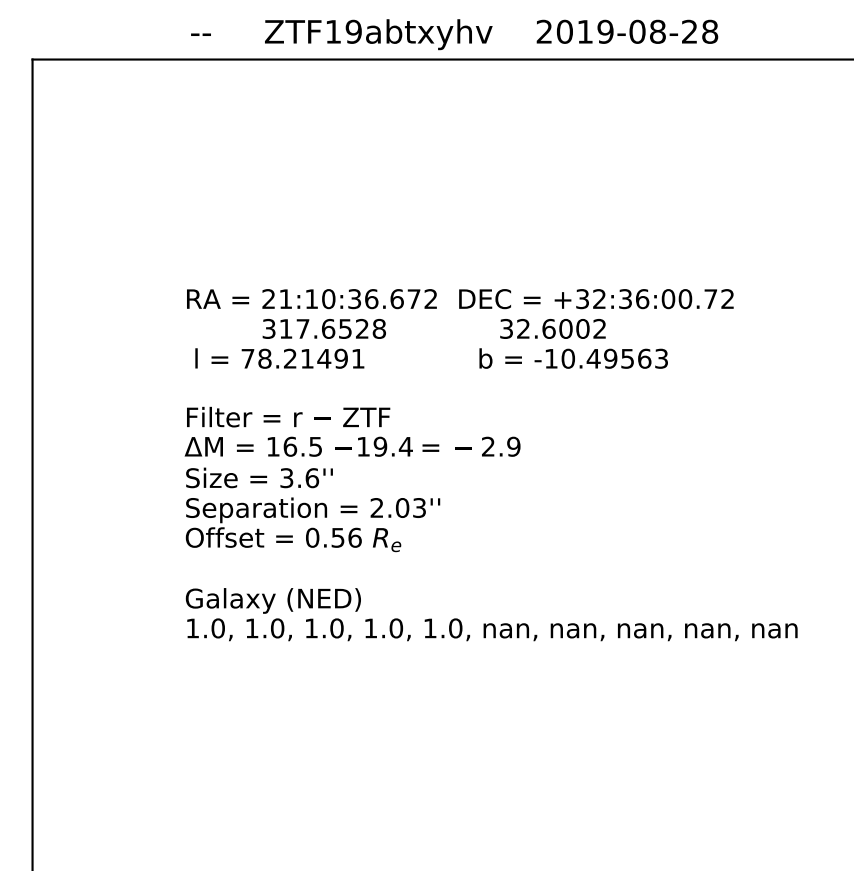 -- ZTF19abtxyhv 2019-08-28
RA = 21:10:36.672 DEC = +32:36:00.72
317.6528 32.6002
l = 78.21491 b = -10.49563
Filter = r − ZTF
ΔM = 16.5 −19.4 = − 2.9
Size = 3.6''
Separation = 2.03''
Offset = 0.56 Rₑ
Galaxy (NED)
1.0, 1.0, 1.0, 1.0, 1.0, nan, nan, nan, nan, nan